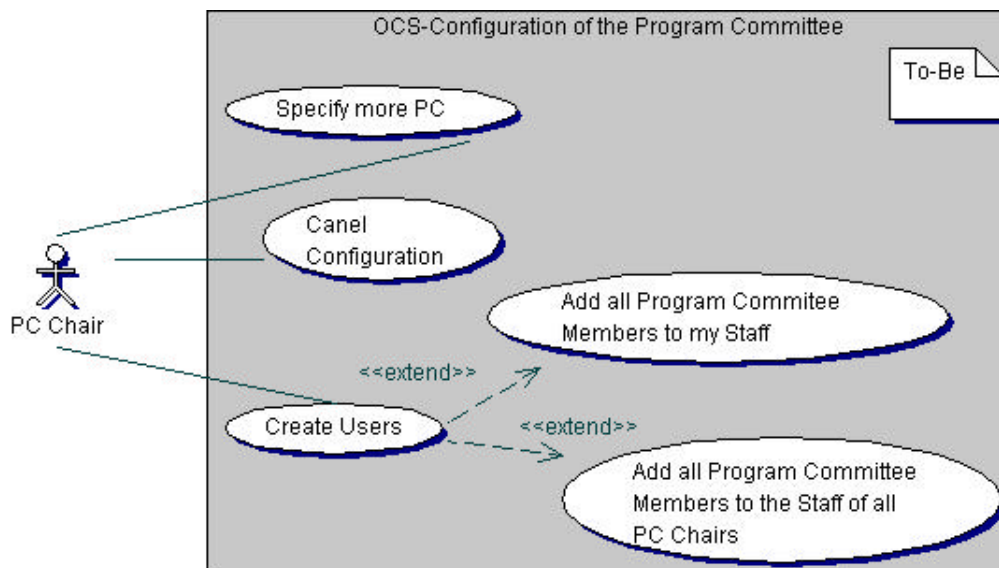 OCS-Configuration of the Program Committee
To-Be
Specify more PC
Canel
Configuration
PC Chair
Add all Program Commitee
Members to my Staff
<<extend>>
Create Users
<<extend>>
Add all Program Committee
Members to the Staff of all
PC Chairs